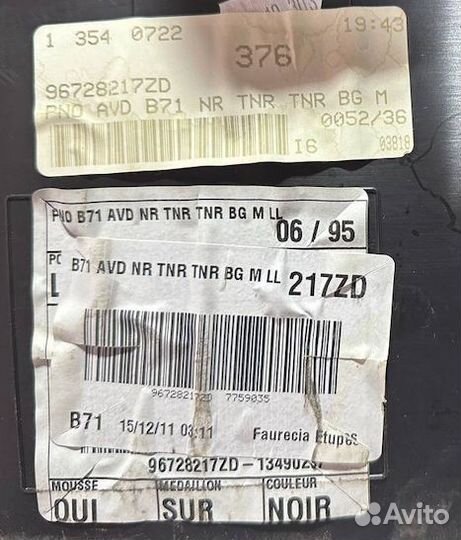 19:43
1 354 0722
376
96728217ZD
PNO AVD B71 NR TNR TNR BG M
0052/36
I6 03818
PNO B71 AVD NR TNR TNR BG M LL
06 / 95
B71 AVD NR TNR TNR BG M LL
217ZD
96728217ZD 7759035
B71 15/12/11 03:11 Faurecia Etupes
MOUSSE MEDAILLON COULEUR
OUI SUR NOIR
Avito